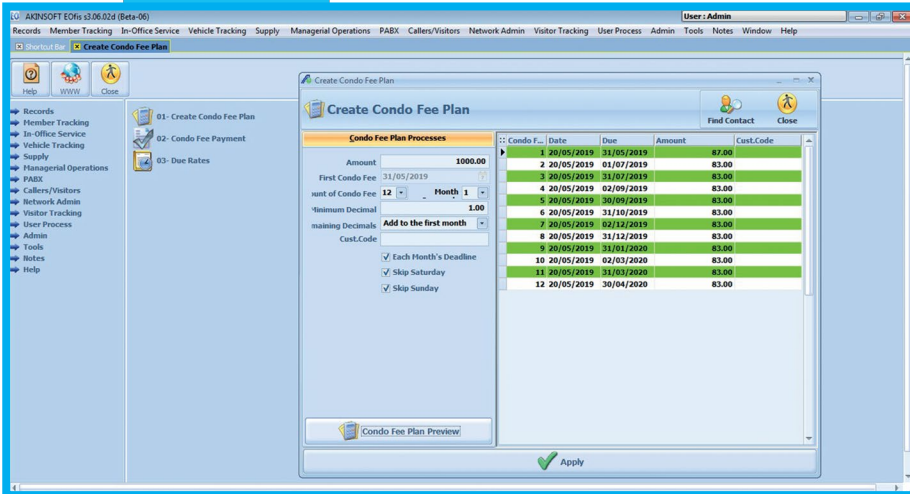 AKINSOFT EOfis s3.06.02d (Beta-06)
User : Admin
Records Member Tracking In-Office Service Vehicle Tracking Supply Managerial Operations PABX Callers/Visitors Network Admin Visitor Tracking User Process Admin Tools Notes Window Help
Shortcut Bar Create Condo Fee Plan
Help WWW Close
Records
Member Tracking
In-Office Service
Vehicle Tracking
Supply
Managerial Operations
PABX
Callers/Visitors
Network Admin
Visitor Tracking
User Process
Admin
Tools
Notes
Help
01- Create Condo Fee Plan
02- Condo Fee Payment
03- Due Rates
Create Condo Fee Plan
Create Condo Fee Plan
Find Contact Close
Condo Fee Plan Processes
Amount 1000.00
First Condo Fee 31/05/2019
unt of Condo Fee 12 Month 1
Minimum Decimal 1.00
maining Decimals Add to the first month
Cust.Code
Each Month's Deadline
Skip Saturday
Skip Sunday
Condo Fee Plan Preview
Condo F... Date Due Amount Cust.Code
1 20/05/2019 31/05/2019 87.00
2 20/05/2019 01/07/2019 83.00
3 20/05/2019 31/07/2019 83.00
4 20/05/2019 02/09/2019 83.00
5 20/05/2019 30/09/2019 83.00
6 20/05/2019 31/10/2019 83.00
7 20/05/2019 02/12/2019 83.00
8 20/05/2019 31/12/2019 83.00
9 20/05/2019 31/01/2020 83.00
10 20/05/2019 02/03/2020 83.00
11 20/05/2019 31/03/2020 83.00
12 20/05/2019 30/04/2020 83.00
Apply